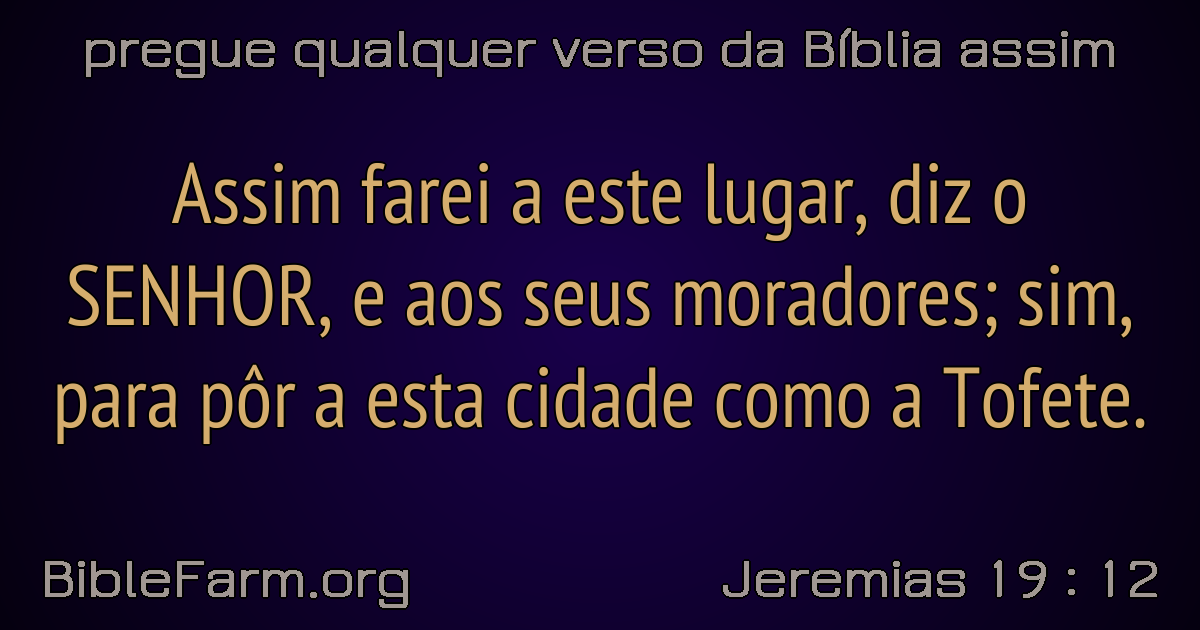 pregue qualquer verso da Bíblia assim
Assim farei a este lugar, diz o
SENHOR, e aos seus moradores; sim,
para pôr a esta cidade como a Tofete.
BibleFarm.org
Jeremias 19 : 12